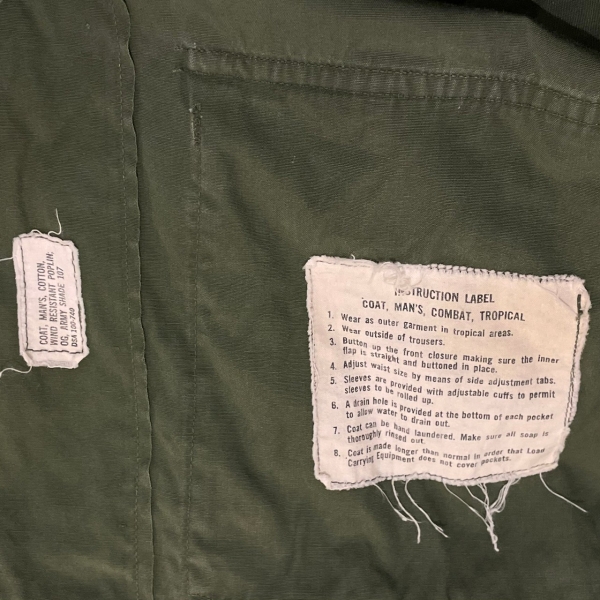 COAT, MAN'S, COTTON,
WIND RESISTANT POPLIN,
OG, ARMY SHADE 107
DSA 100-740
INSTRUCTION LABEL
COAT, MAN'S, COMBAT, TROPICAL
1. Wear as outer garment in tropical areas.
2. Wear outside of trousers.
3. Button up the front closure making sure the inner
flap is straight and buttoned in place.
4. Adjust waist size by means of side adjustment tabs.
5. Sleeves are provided with adjustable cuffs to permit
sleeves to be rolled up.
6. A drain hole is provided at the bottom of each pocket
to allow water to drain out.
7. Coat can be hand laundered. Make sure all soap is
thoroughly rinsed out.
8. Coat is made longer than normal in order that Load
Carrying Equipment does not cover pockets.